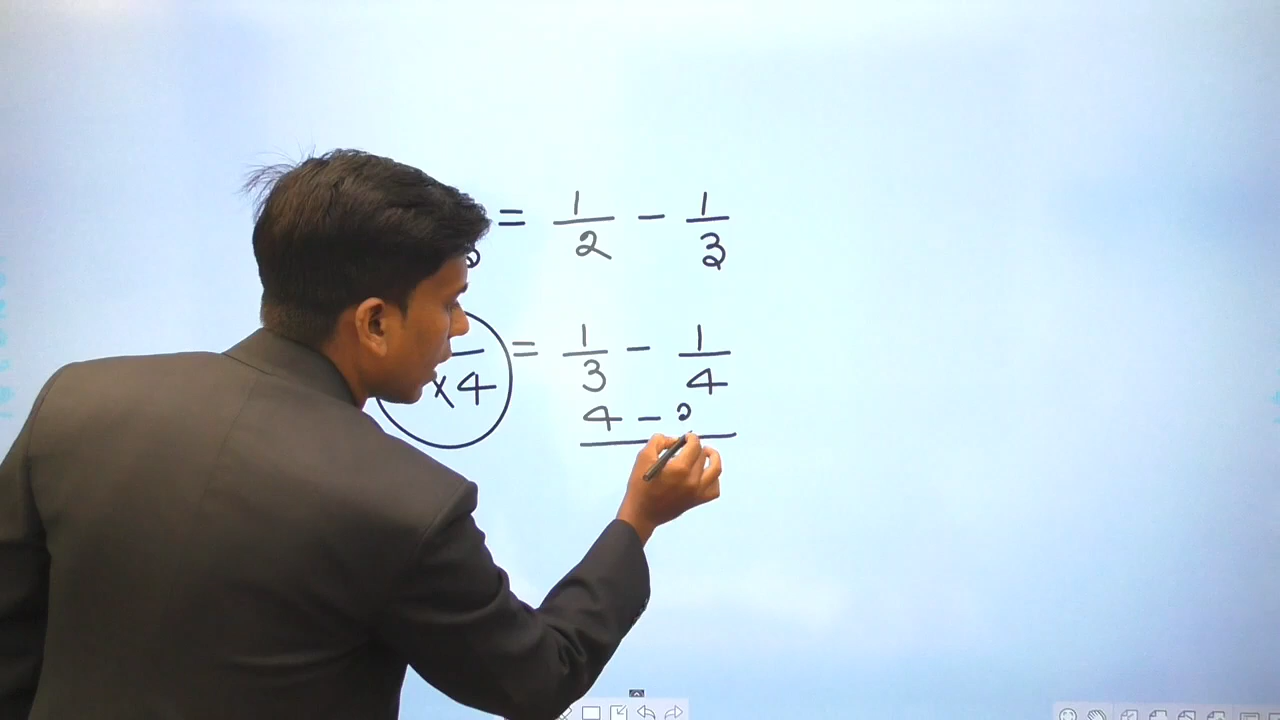 = 1/2 - 1/3
×4 = 1/3 - 1/4
4 -